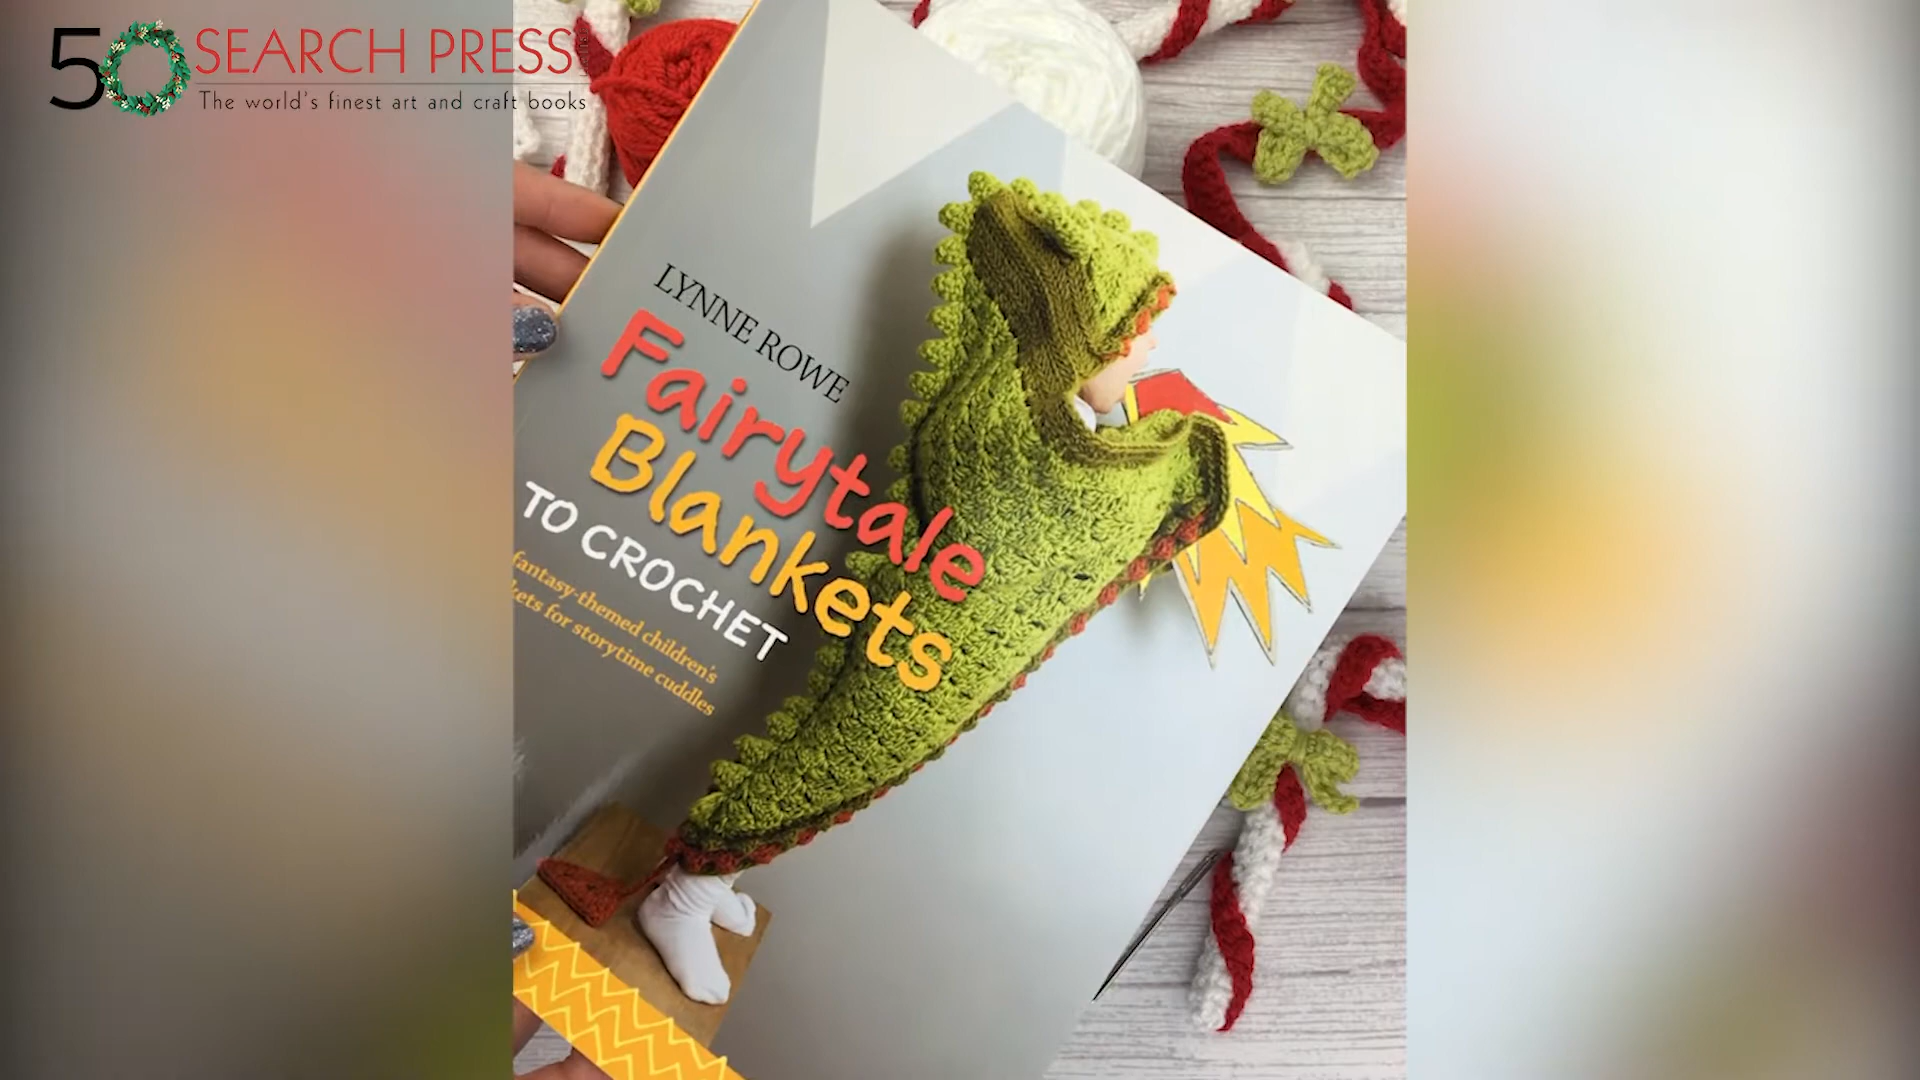 50 SEARCH PRESS
The world's finest art and craft books
LYNNE ROWE
Fairytale
Blankets
TO CROCHET
fantasy-themed children's
for storytime cuddles